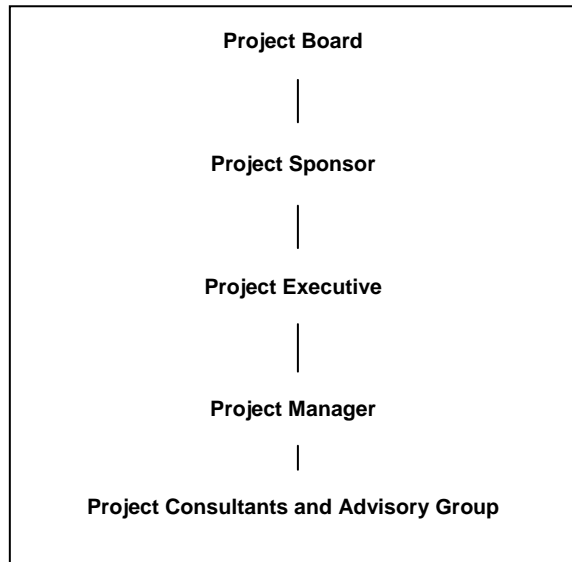 Project Board
Project Sponsor
Project Executive
Project Manager
Project Consultants and Advisory Group